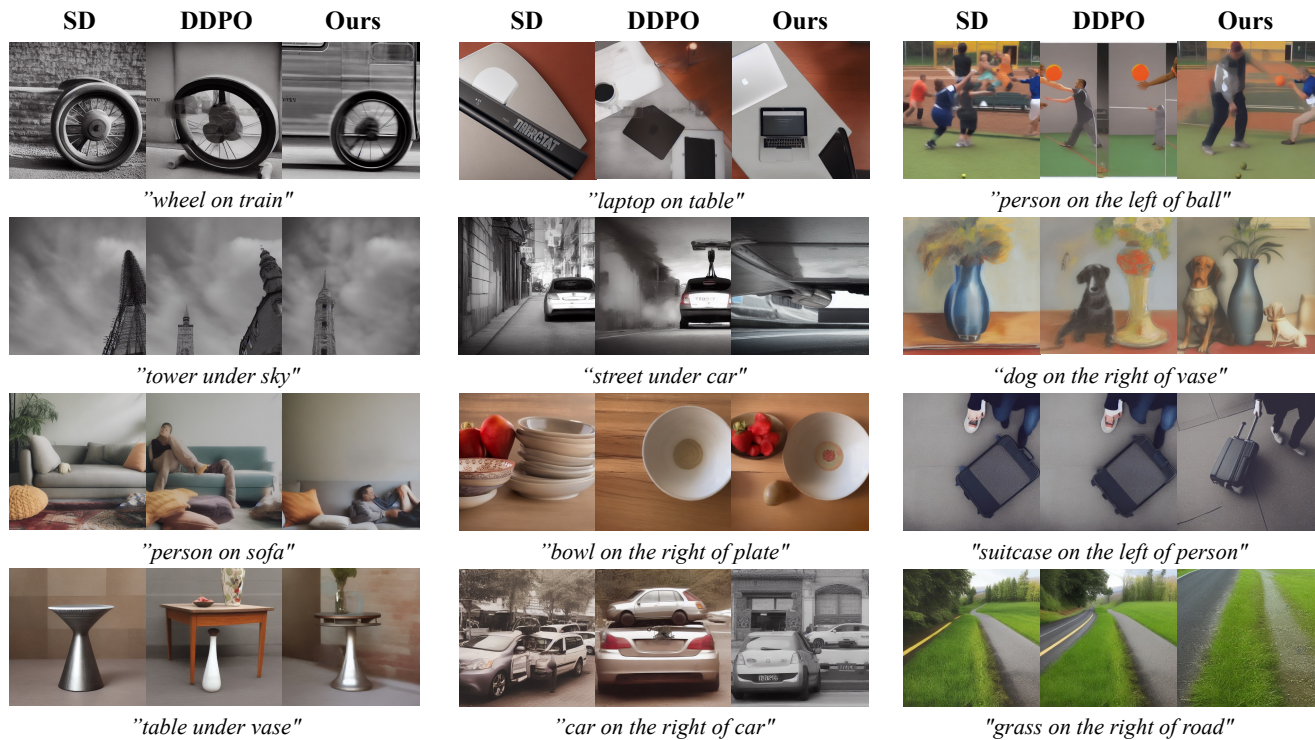 SD DDPO Ours SD DDPO Ours SD DDPO Ours
”wheel on train" “laptop on table" ”person on the left of ball"
”tower under sky" “street under car" “dog on the right of vase"
”person on sofa" ”bowl on the right of plate" "suitcase on the left of person"
”table under vase" ”car on the right of car" "grass on the right of road"